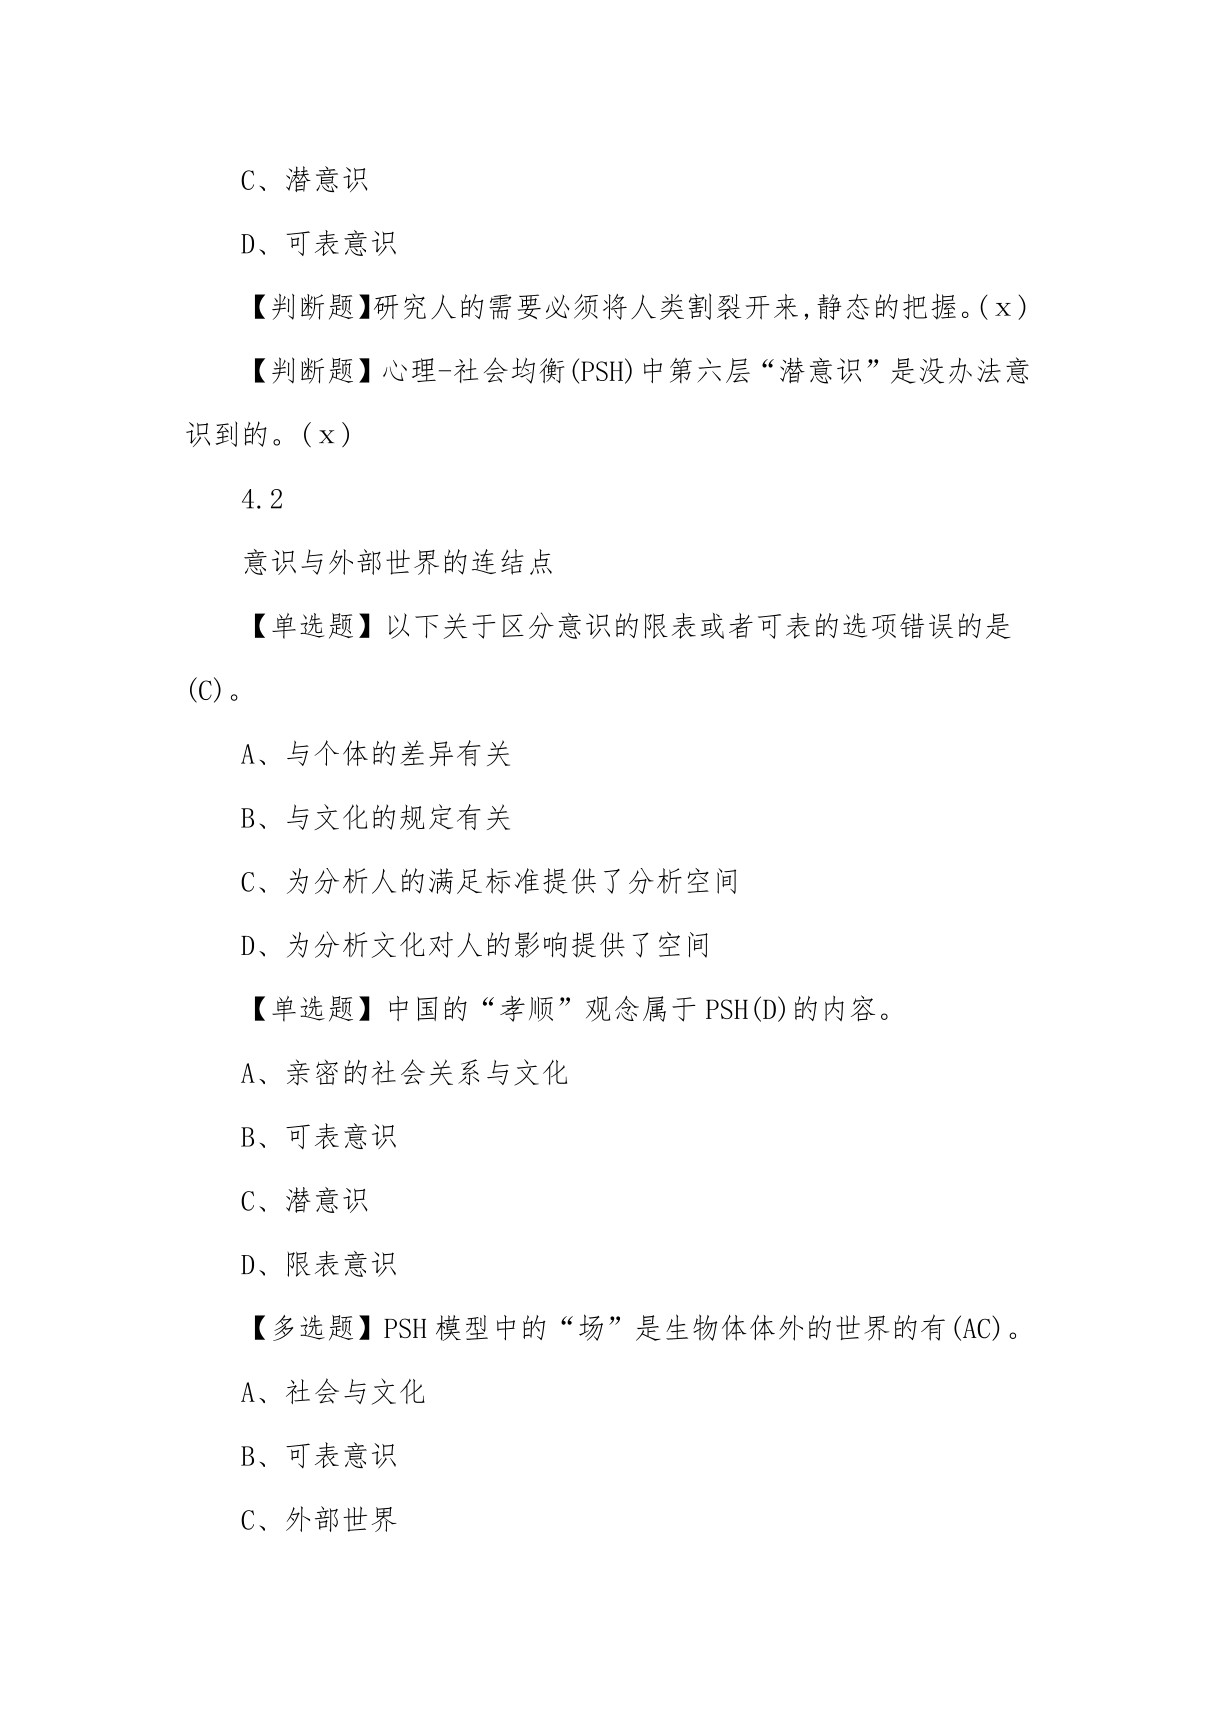 C、潜意识
D、可表意识
【判断题】研究人的需要必须将人类割裂开来,静态的把握。(x)
【判断题】心理-社会均衡(PSH)中第六层“潜意识”是没办法意
识到的。(x)
4.2
意识与外部世界的连结点
【单选题】以下关于区分意识的限表或者可表的选项错误的是
(C)。
A、与个体的差异有关
B、与文化的规定有关
C、为分析人的满足标准提供了分析空间
D、为分析文化对人的影响提供了空间
【单选题】中国的“孝顺”观念属于PSH(D)的内容。
A、亲密的社会关系与文化
B、可表意识
C、潜意识
D、限表意识
【多选题】PSH模型中的“场”是生物体体外的世界的有(AC)。
A、社会与文化
B、可表意识
C、外部世界